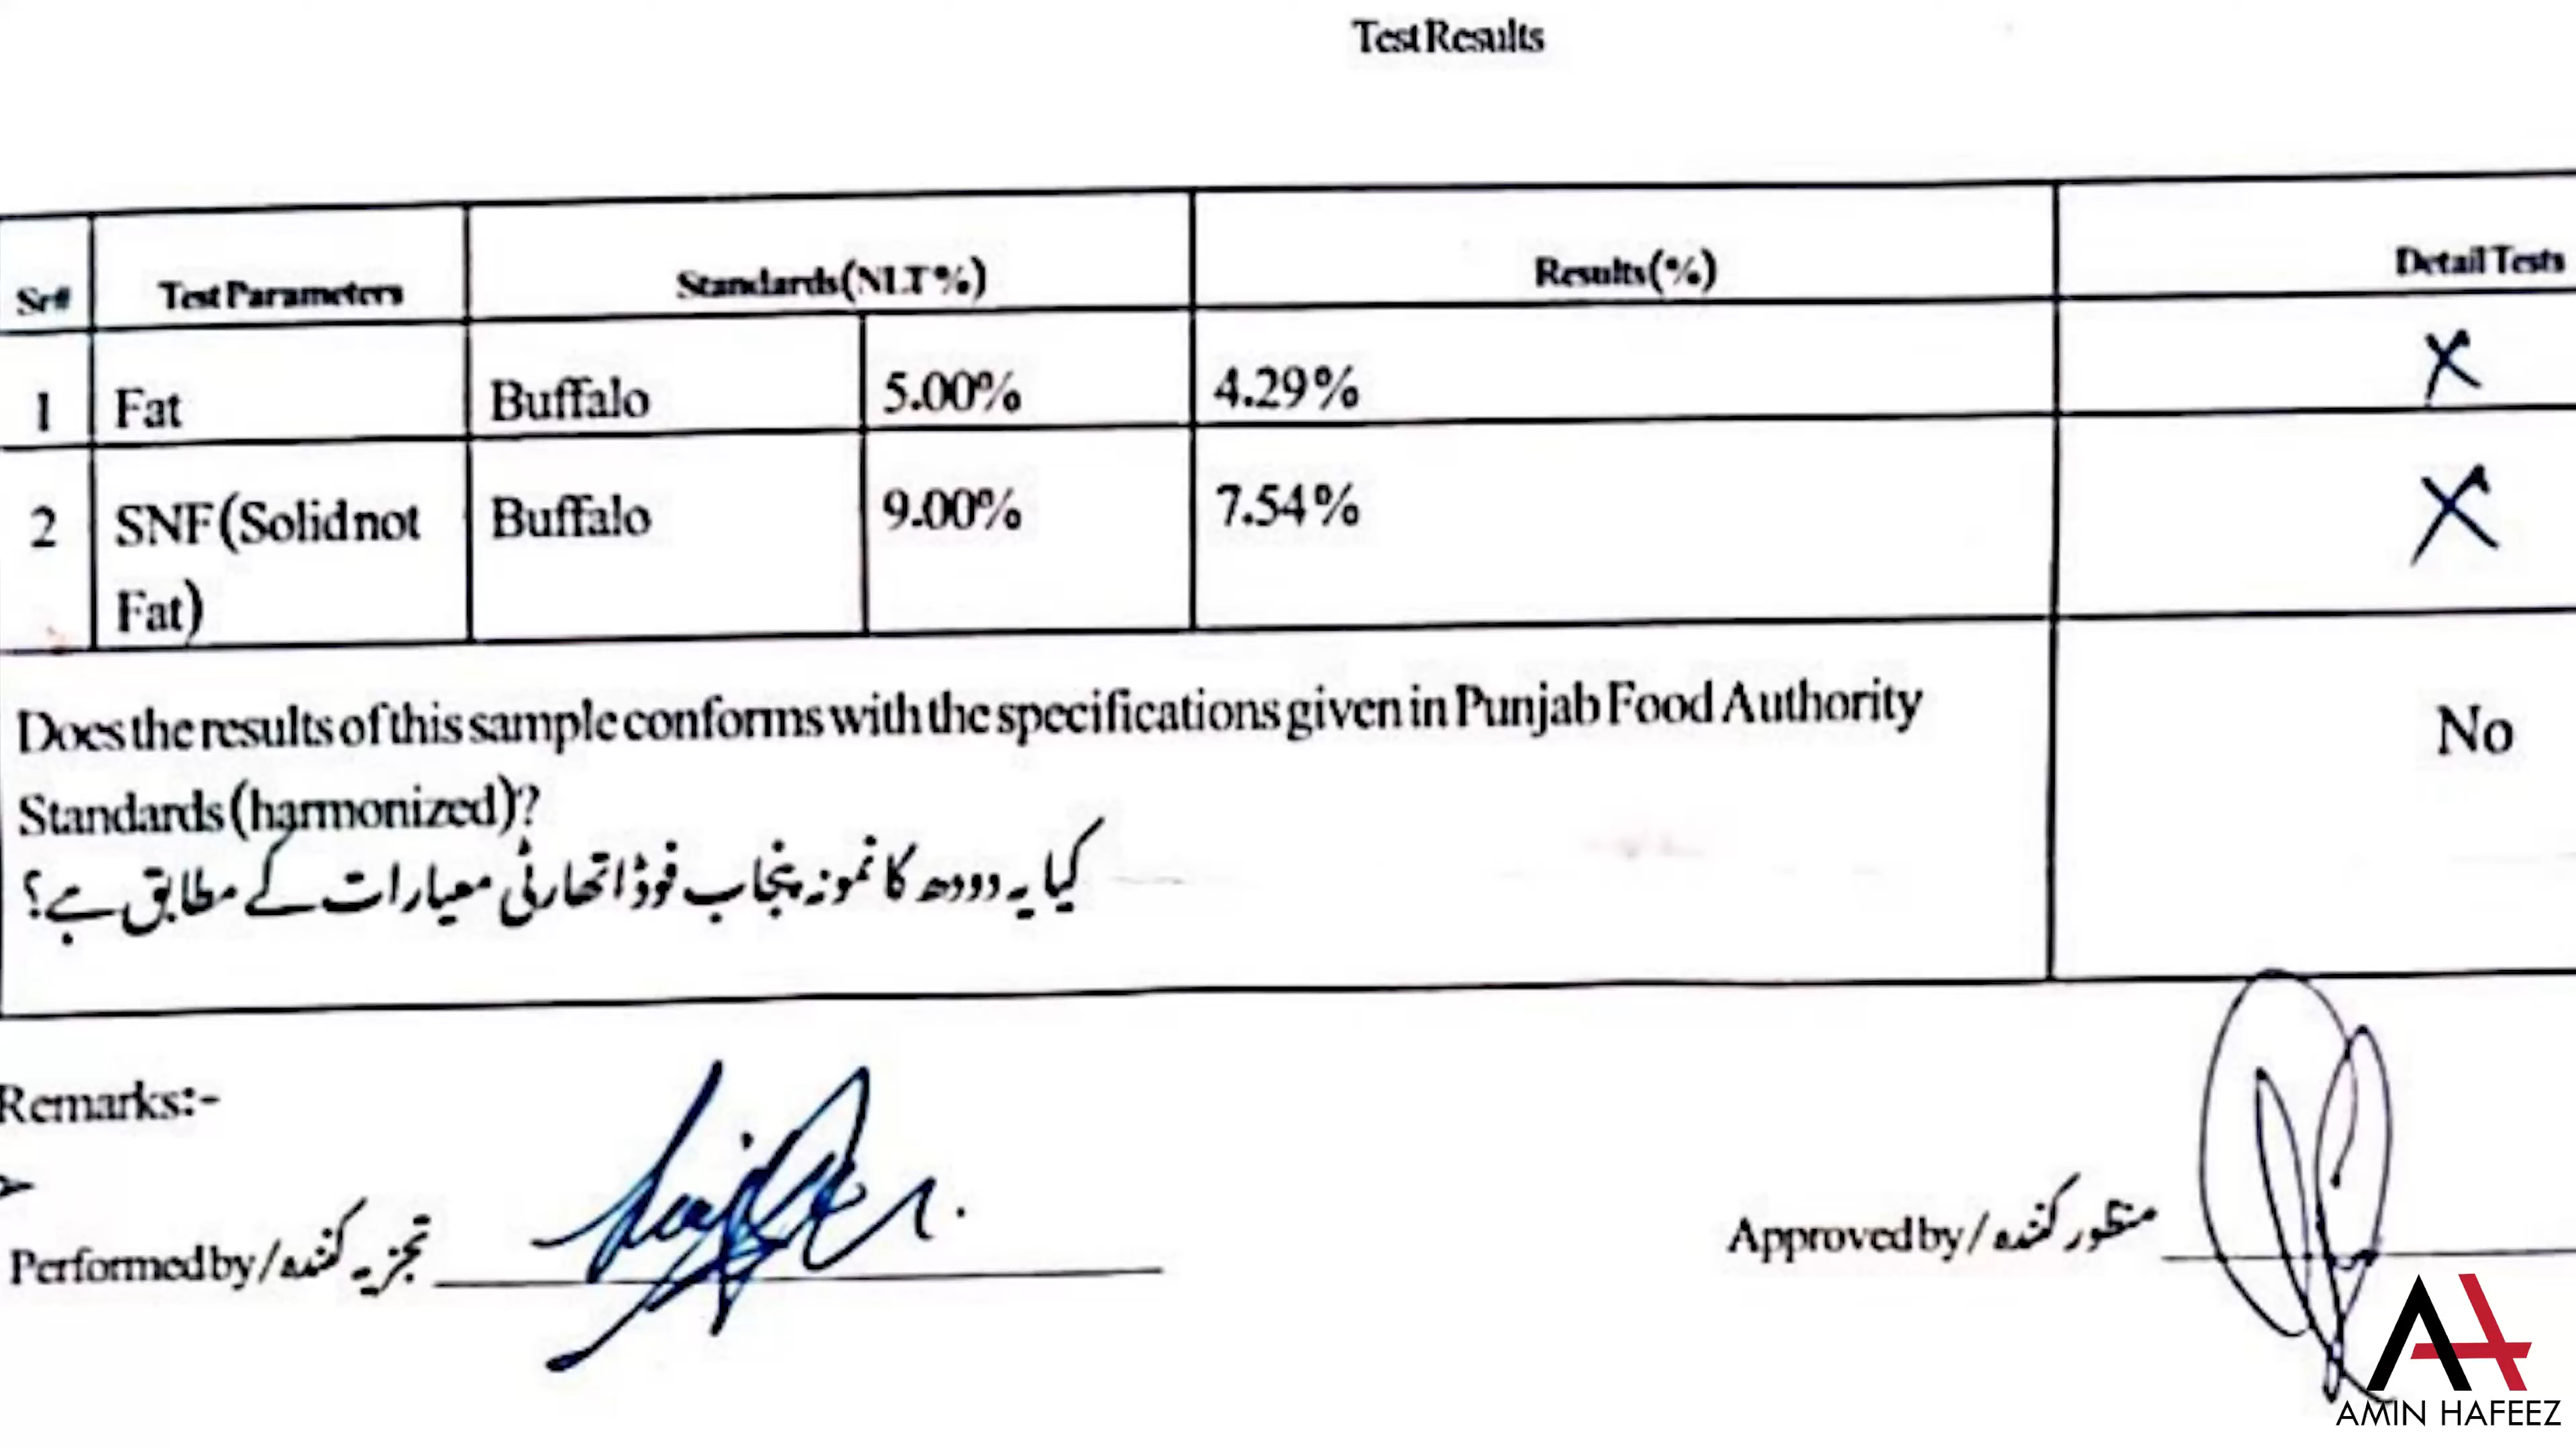 Test Results
Sr# Test Parameters Standards (NLT %) Results (%) Detail Tests
1 Fat Buffalo 5.00% 4.29% X
2 SNF (Solid not Fat) Buffalo 9.00% 7.54% X
Does the results of this sample conforms with the specifications given in Punjab Food Authority No
Standards (harmonized)?
کیا یہ دودھ کا نمونہ پنجاب فوڈ اتھارٹی معیارات کے مطابق ہے؟
Remarks:-
Performed by / تجزیہ کنندہ
Approved by / منظور کنندہ
AMIN HAFEEZ